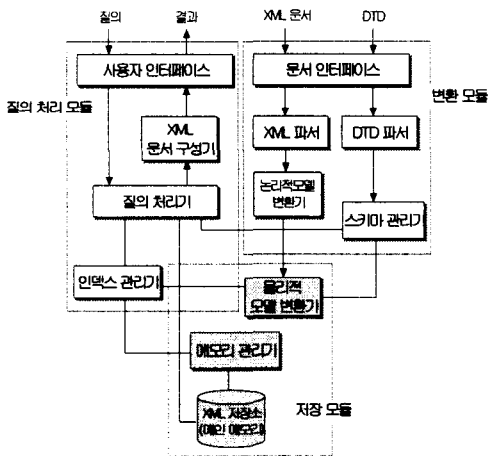 질의
결과
XML 문서
DTD
사용자 인터페이스
문서 인터페이스
질의 처리 모듈
변환 모듈
XML
문서 구성기
XML 파서
DTD 파서
논리적모델
변환기
질의 처리기
스키마 관리기
인덱스 관리기
물리적
모델 변환기
메모리 관리기
XML 저장소
(메인 메모리)
저장 모듈